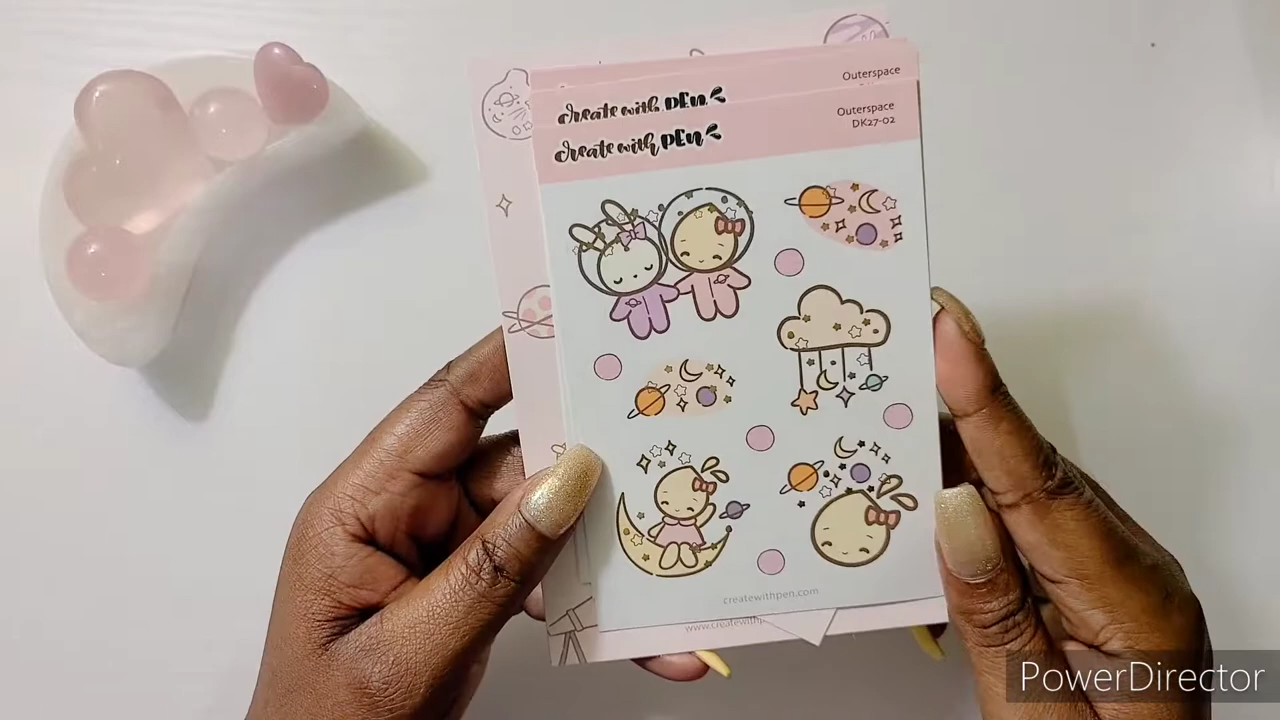 Outerspace
create with PEN
Outerspace
DK27-02
create with PEN
createwithpen.com
www.createwithp
PowerDirector